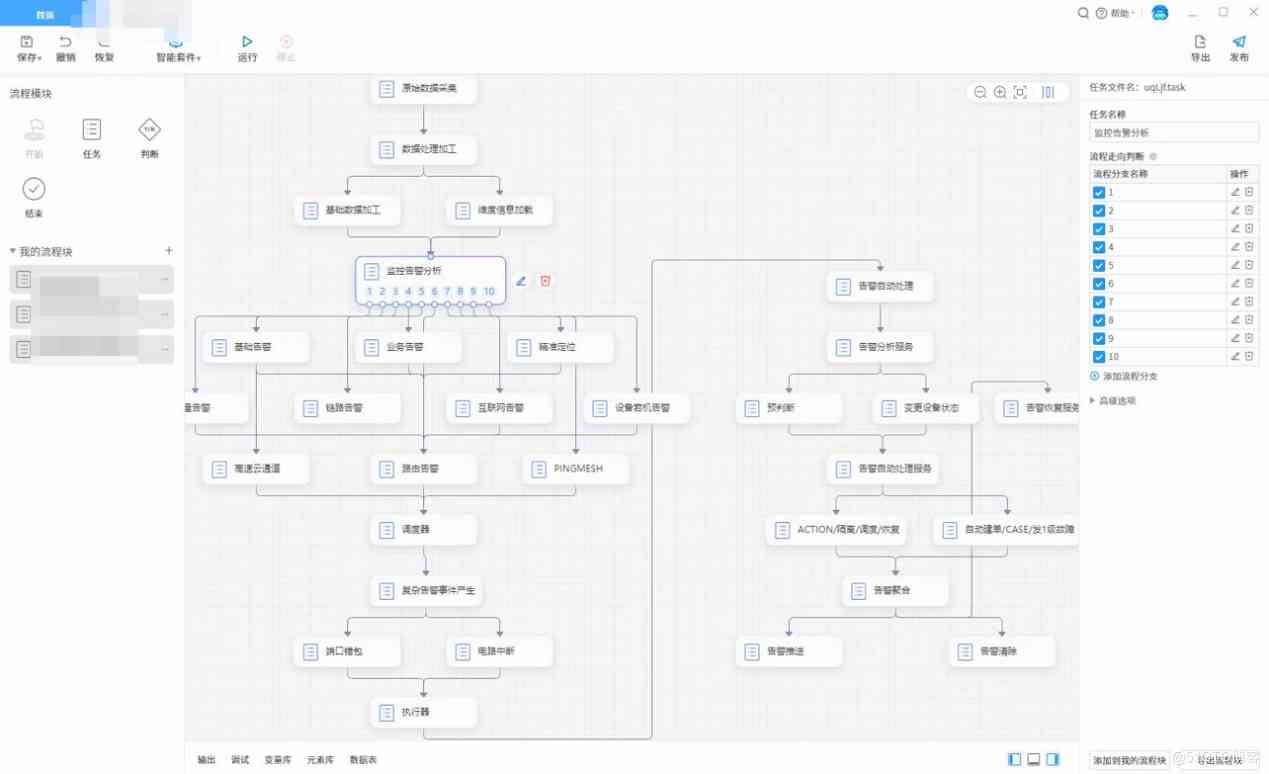 数据
帮助
保存
撤销
恢复
智能套件
运行
停止
导出
发布
流程模块
开始
任务
判断
结束
我的流程块
原始数据采集
数据处理加工
基础数据加工
维度信息加载
监控告警分析
1 2 3 4 5 6 7 8 9 10
基础告警
业务告警
精准定位
量告警
链路告警
互联网告警
设备宕机告警
高速云通道
路由告警
PINGMESH
调度器
复杂告警事件产生
端口错包
电路中断
执行器
告警自动处理
告警分析服务
预判断
变更设备状态
告警恢复服务
告警自动处理服务
ACTION/隔离/调度/恢复
自动建单/CASE/发1级故障
告警聚合
告警推送
告警清除
任务文件名: uqLjf.task
任务名称
监控告警分析
流程走向判断
流程分支名称 操作
1
2
3
4
5
6
7
8
9
10
添加流程分支
高级选项
输出 调试 变量库 元素库 数据表
添加到我的流程块
导出流程块
@51CTO博客